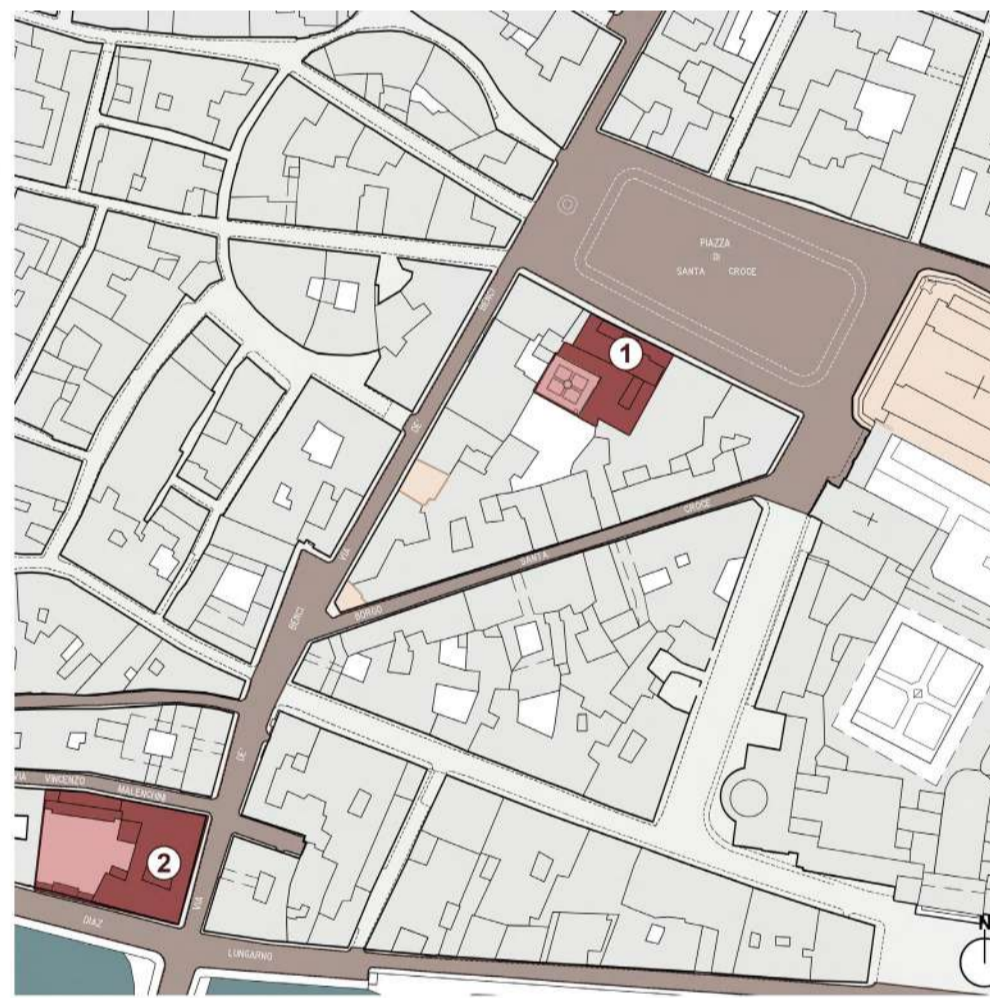 PIAZZA
DI
SANTA CROCE
1
BENCI
DE'
VIA
BORGO SANTA CROCE
BENCI
DE'
VIA
VIA VINCENZO MALENCHINI
2
DIAZ
LUNGARNO
N